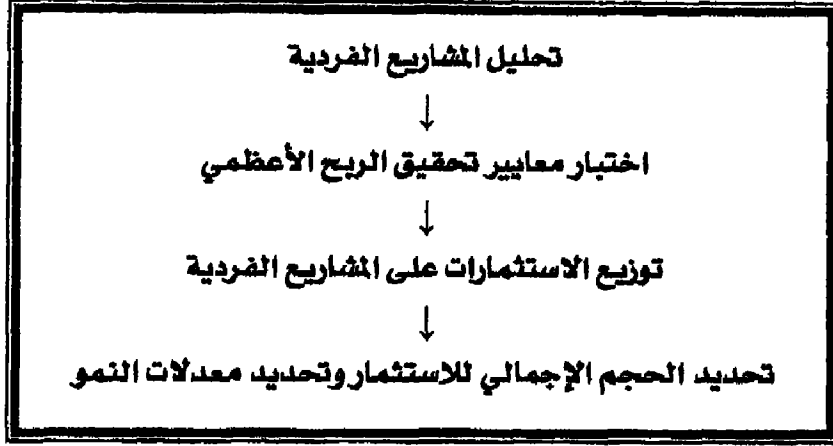 تحليل المشاريع الفردية
↓
اختبار معايير تحقيق الربح الأعظمي
↓
توزيع الاستثمارات على المشاريع الفردية
↓
تحديد الحجم الإجمالي للاستثمار وتحديد معدلات النمو